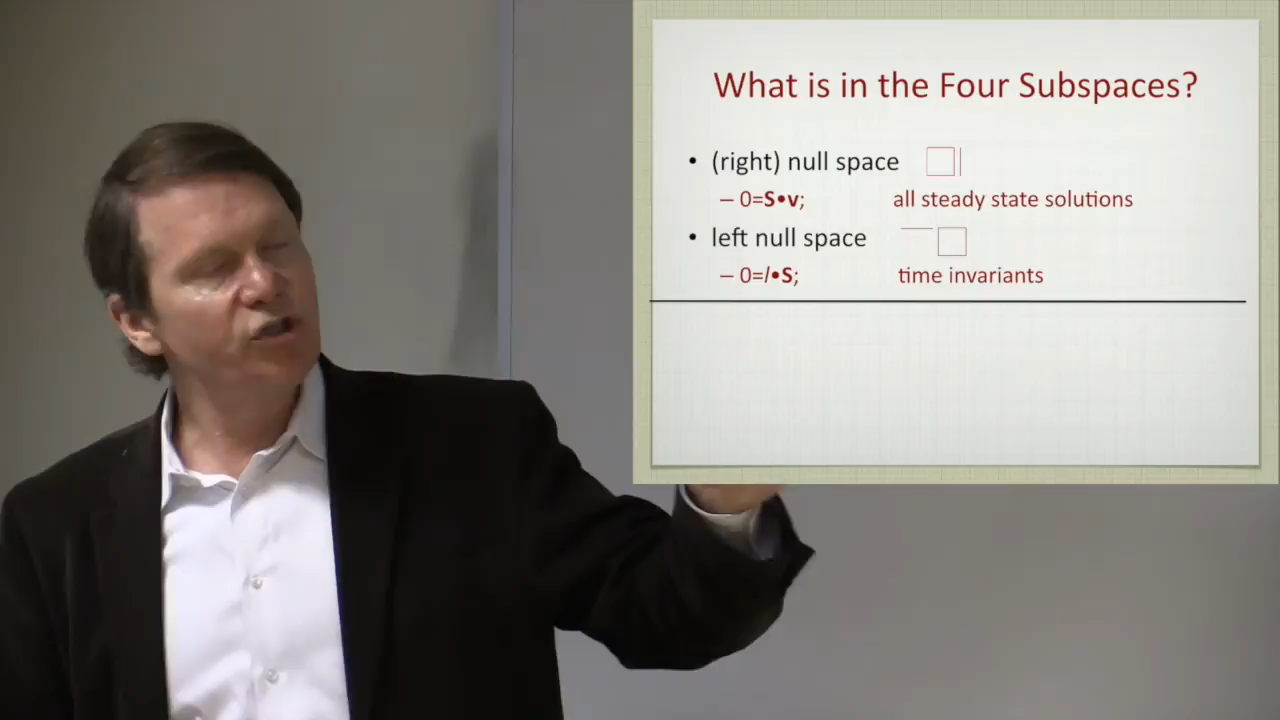 What is in the Four Subspaces?
• (right) null space
– 0=S•v; all steady state solutions
• left null space
– 0=l•S; time invariants